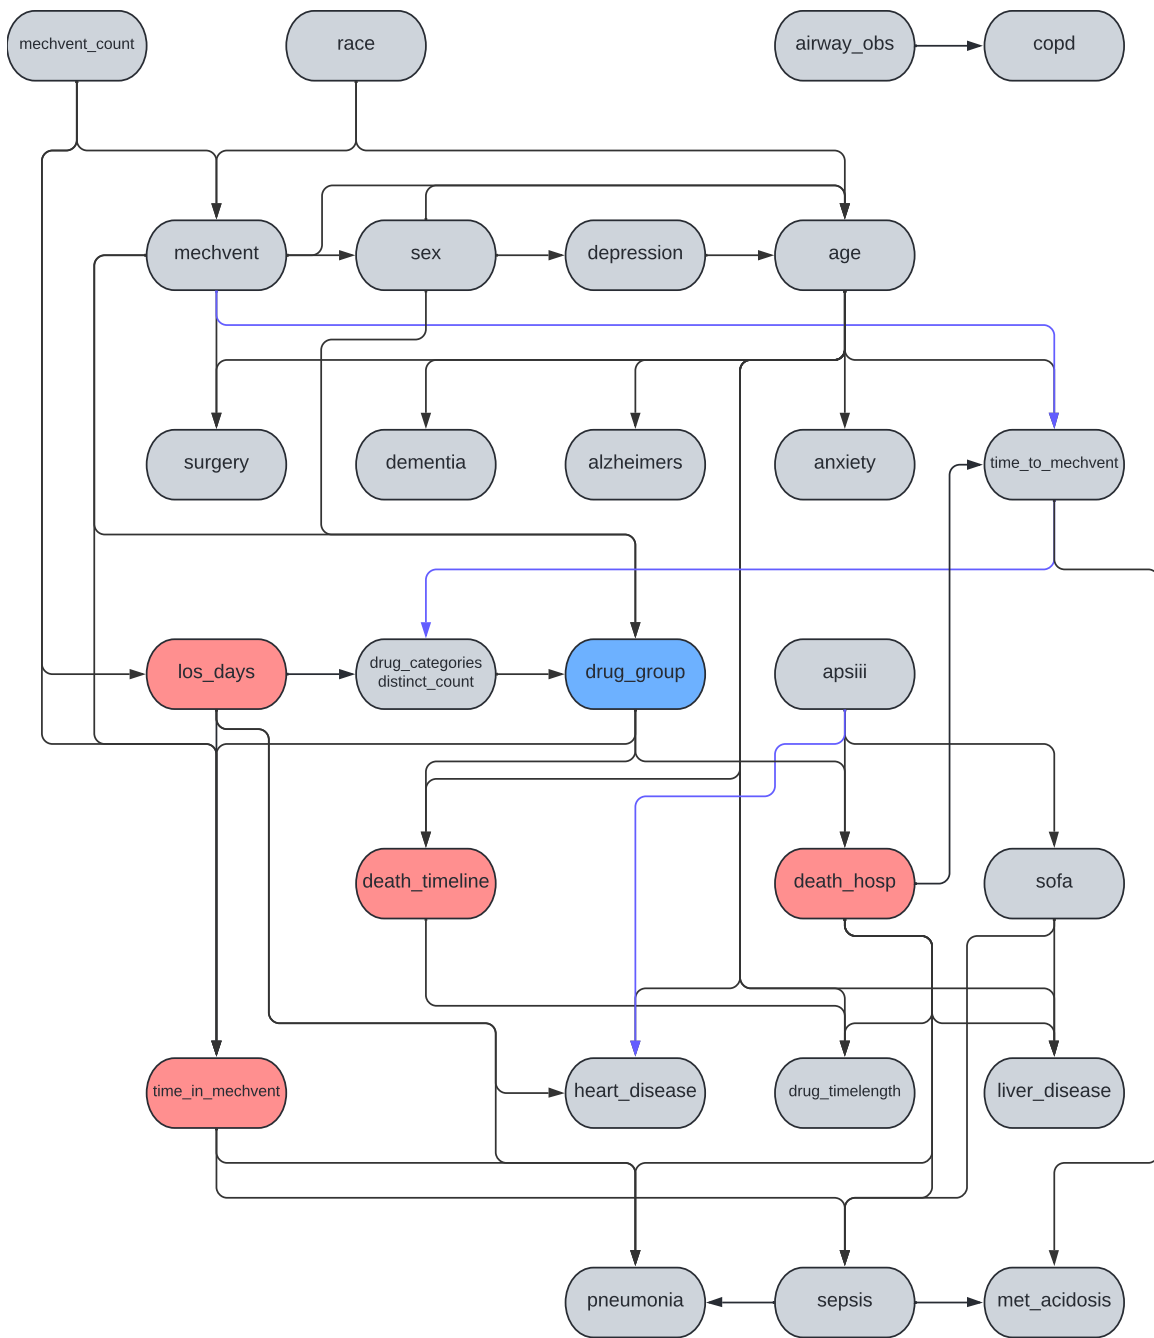 mechvent_count
race
airway_obs
copd
mechvent
sex
depression
age
surgery
dementia
alzheimers
anxiety
time_to_mechvent
los_days
drug_categories
distinct_count
drug_group
apsiii
death_timeline
death_hosp
sofa
time_in_mechvent
heart_disease
drug_timelength
liver_disease
pneumonia
sepsis
met_acidosis